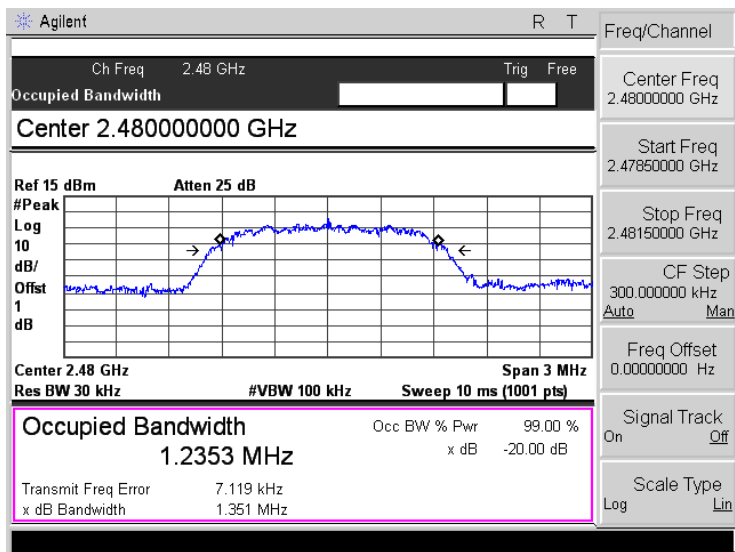 Agilent R T
Ch Freq 2.48 GHz Trig Free
Occupied Bandwidth
Center 2.480000000 GHz
Ref 15 dBm Atten 25 dB
#Peak
Log
10
dB/
Offst
1
dB
Center 2.48 GHz Span 3 MHz
Res BW 30 kHz #VBW 100 kHz Sweep 10 ms (1001 pts)
Occupied Bandwidth
1.2353 MHz
Occ BW % Pwr 99.00 %
x dB -20.00 dB
Transmit Freq Error 7.119 kHz
x dB Bandwidth 1.351 MHz
Freq/Channel
Center Freq
2.48000000 GHz
Start Freq
2.47850000 GHz
Stop Freq
2.48150000 GHz
CF Step
300.000000 kHz
Auto Man
Freq Offset
0.00000000 Hz
Signal Track
On Off
Scale Type
Log Lin